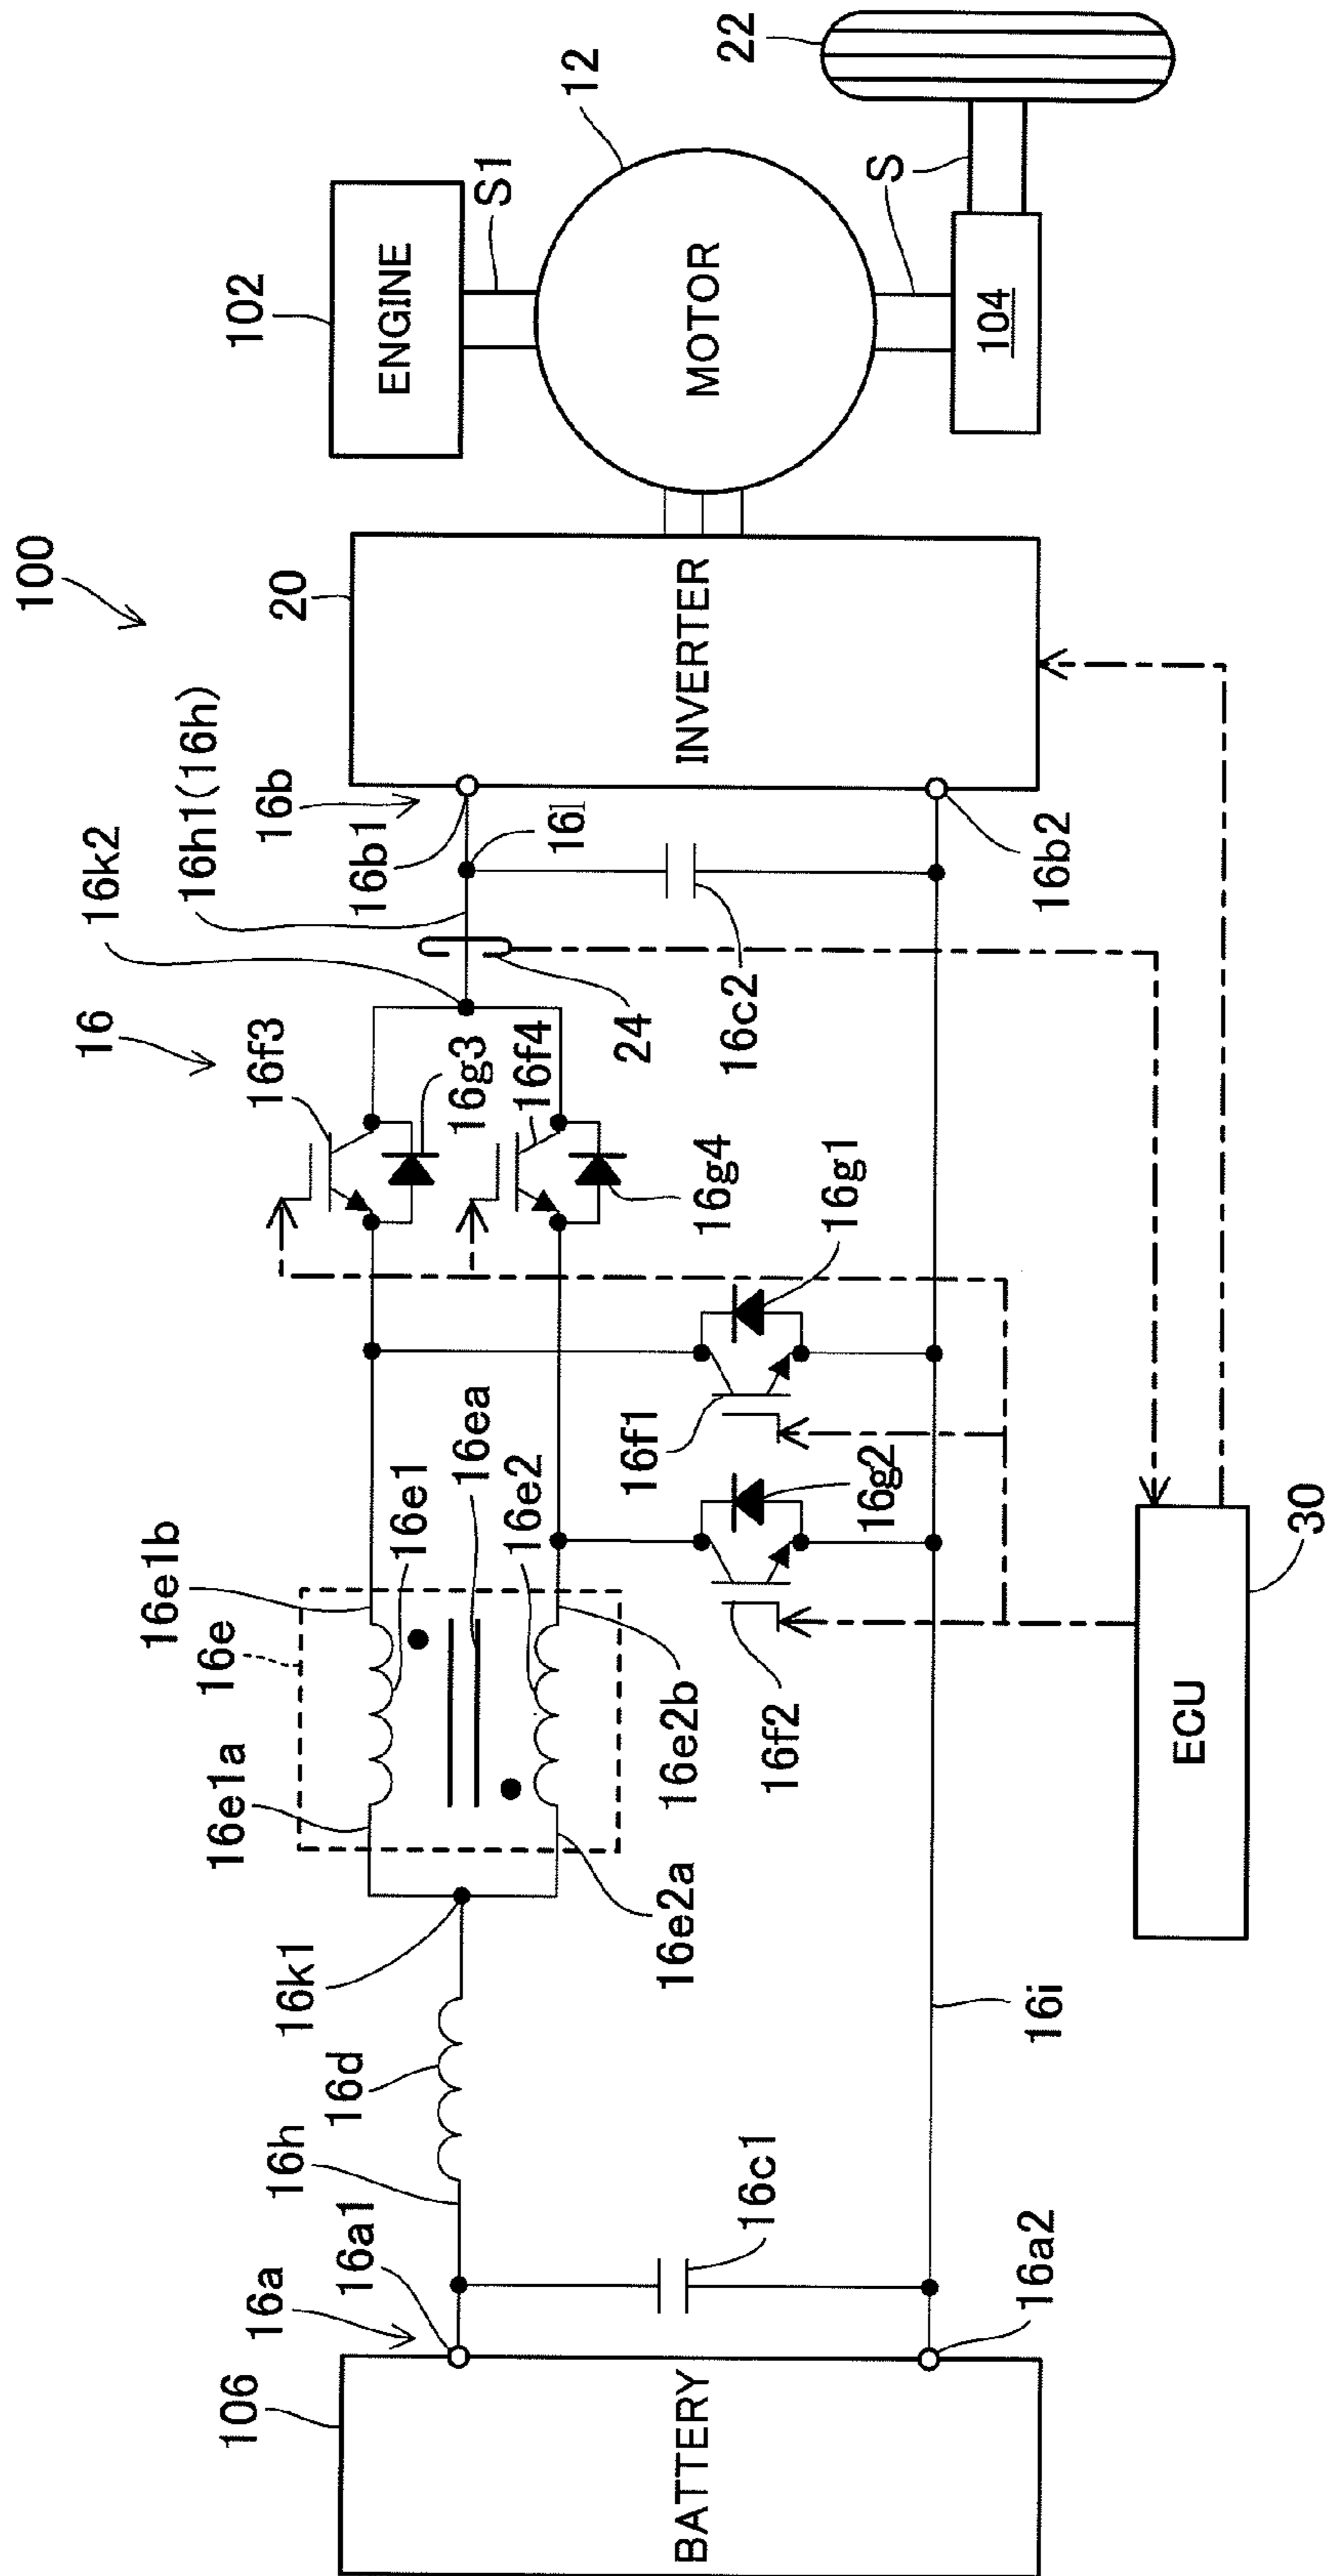 100
16
16k2
16h1(16h)
16b
16b1
16l
20
INVERTER
102
ENGINE
S1
12
MOTOR
22
S
S
104
16f3
16g3
16f4
24
16c2
16b2
16g4
16g1
16e1b
16e
16e1a
16e1
16ea
16e2
16f1
16g2
16k1
16e2a
16e2b
16f2
16d
16h
16a1
16a
106
BATTERY
16c1
16a2
16i
ECU
30